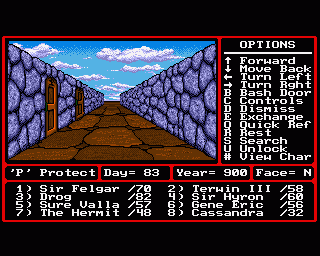 OPTIONS
↑ Forward
↓ Move Back
← Turn Left
→ Turn Right
B Bash Door
C Controls
D Dismiss
E Exchange
Q Quick Ref
R Rest
S Search
U Unlock
# View Char
'P' Protect Day= 83 Year= 900 Face= N
1) Sir Felgar /70 2) Terwin III /58
3) Drog /82 4) Sir Hyron /60
5) Sure Valla /57 6) Gene Eric /56
7) The Hermit /48 8) Cassandra /32